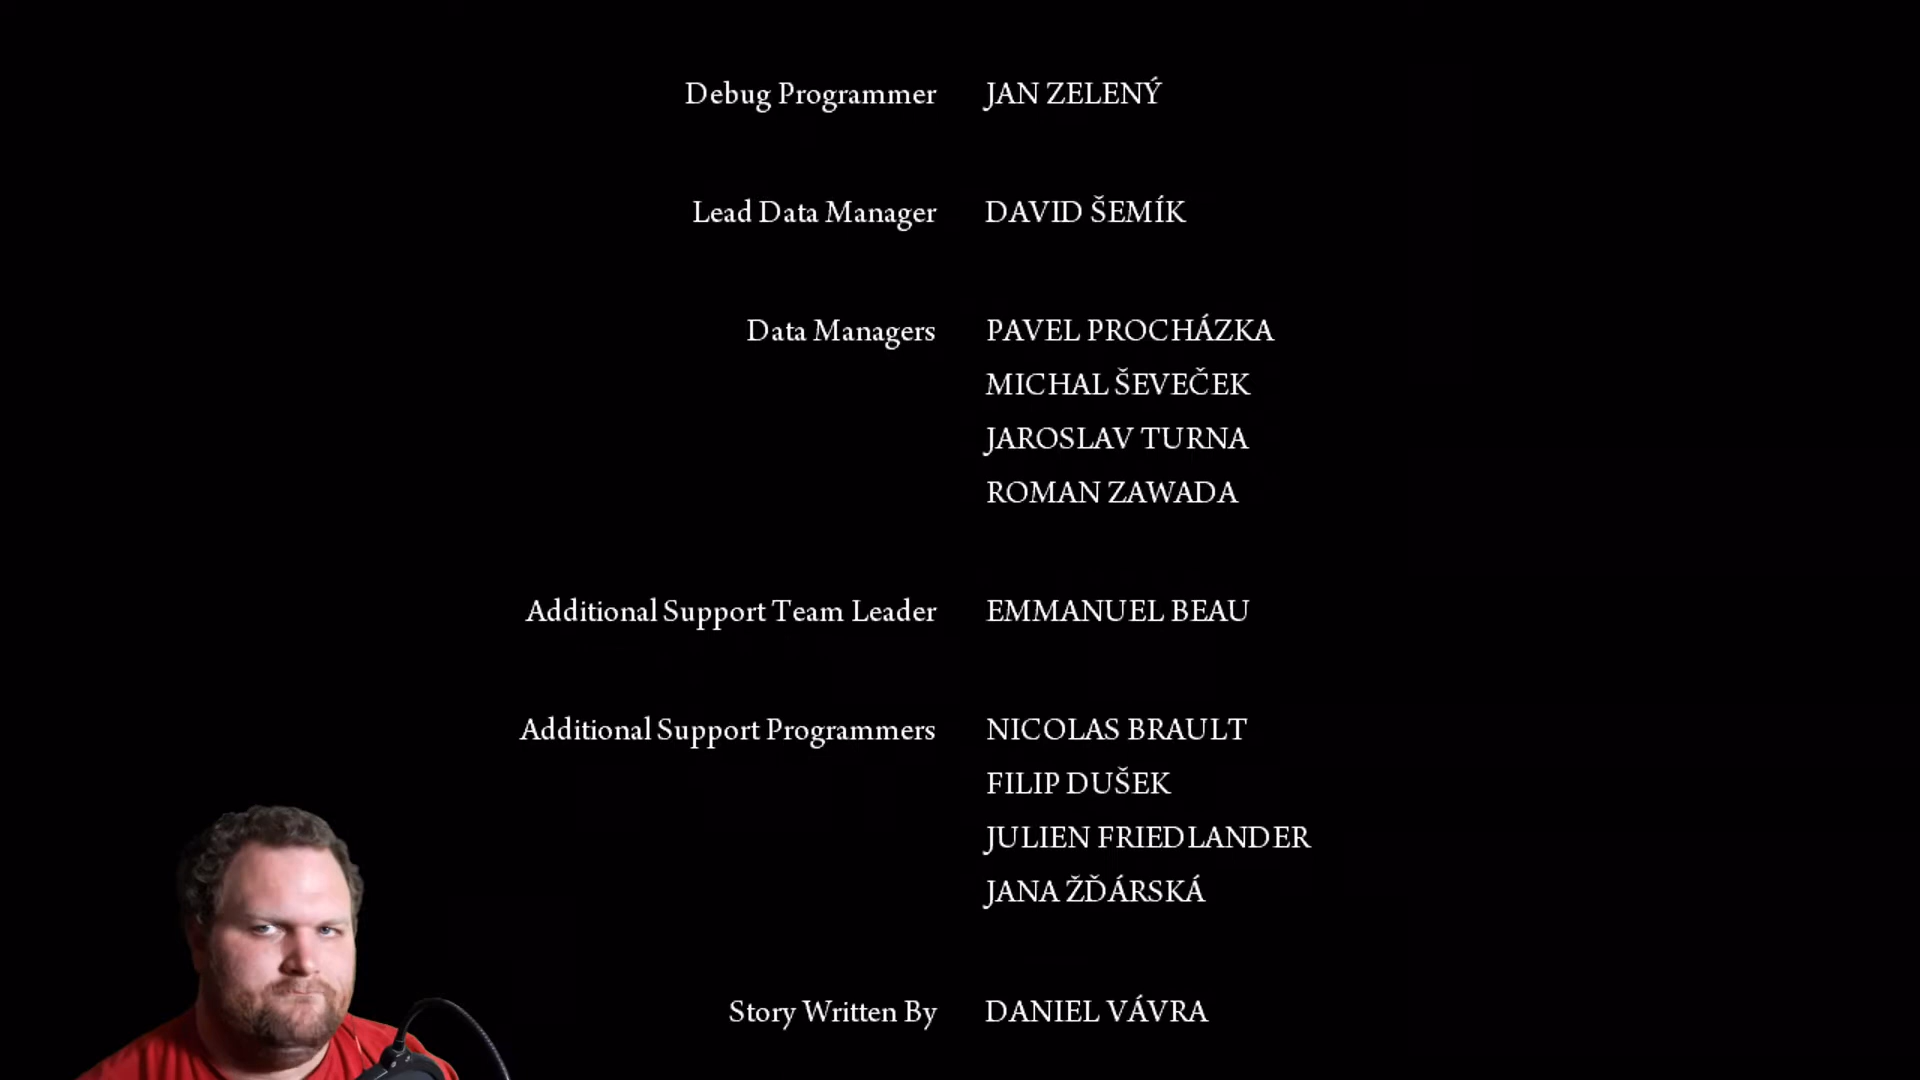 Debug Programmer JAN ZELENÝ
Lead Data Manager DAVID ŠEMÍK
Data Managers PAVEL PROCHÁZKA
MICHAL ŠEVEČEK
JAROSLAV TURNA
ROMAN ZAWADA
Additional Support Team Leader EMMANUEL BEAU
Additional Support Programmers NICOLAS BRAULT
FILIP DUŠEK
JULIEN FRIEDLANDER
JANA ŽĎÁRSKÁ
Story Written By DANIEL VÁVRA